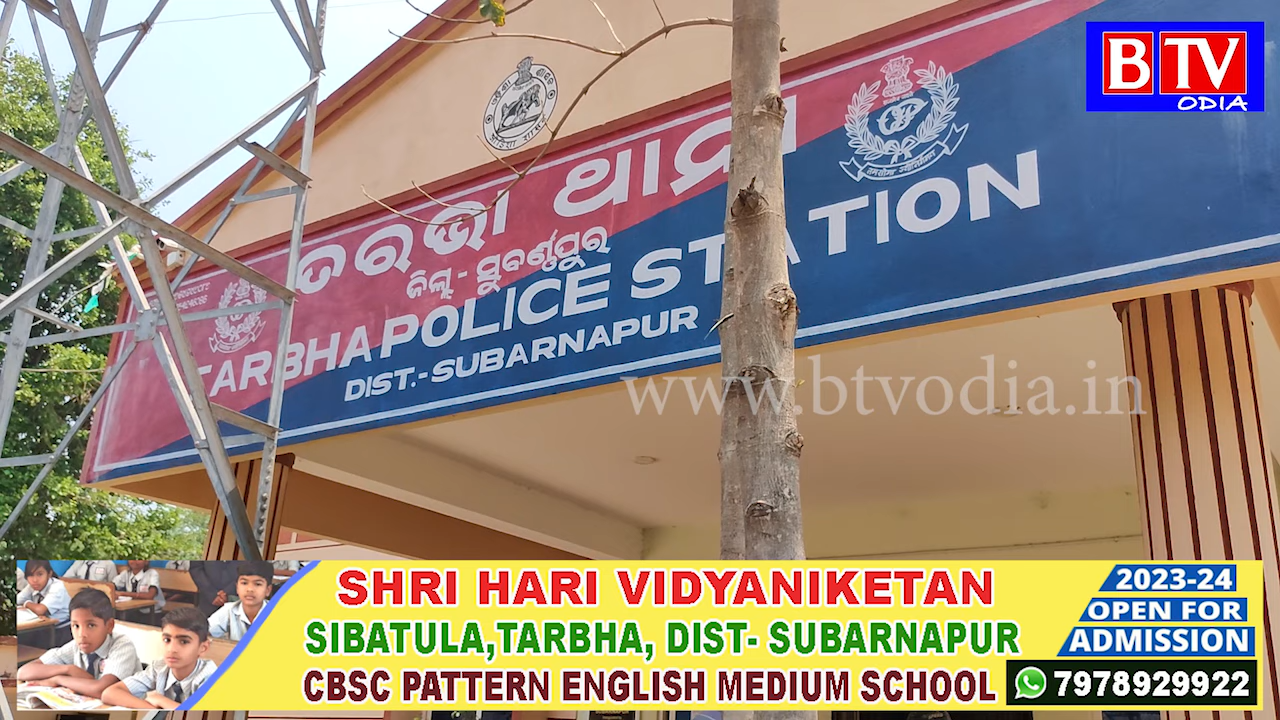 BTV
ODIA
ତରଭା ଥାନା
ଜିଲ୍ଲା - ସୁବର୍ଣ୍ଣପୁର
TARBHA POLICE STATION
DIST.-SUBARNAPUR
www.btvodia.in
SHRI HARI VIDYANIKETAN
SIBATULA,TARBHA, DIST- SUBARNAPUR
CBSC PATTERN ENGLISH MEDIUM SCHOOL
2023-24
OPEN FOR
ADMISSION
7978929922